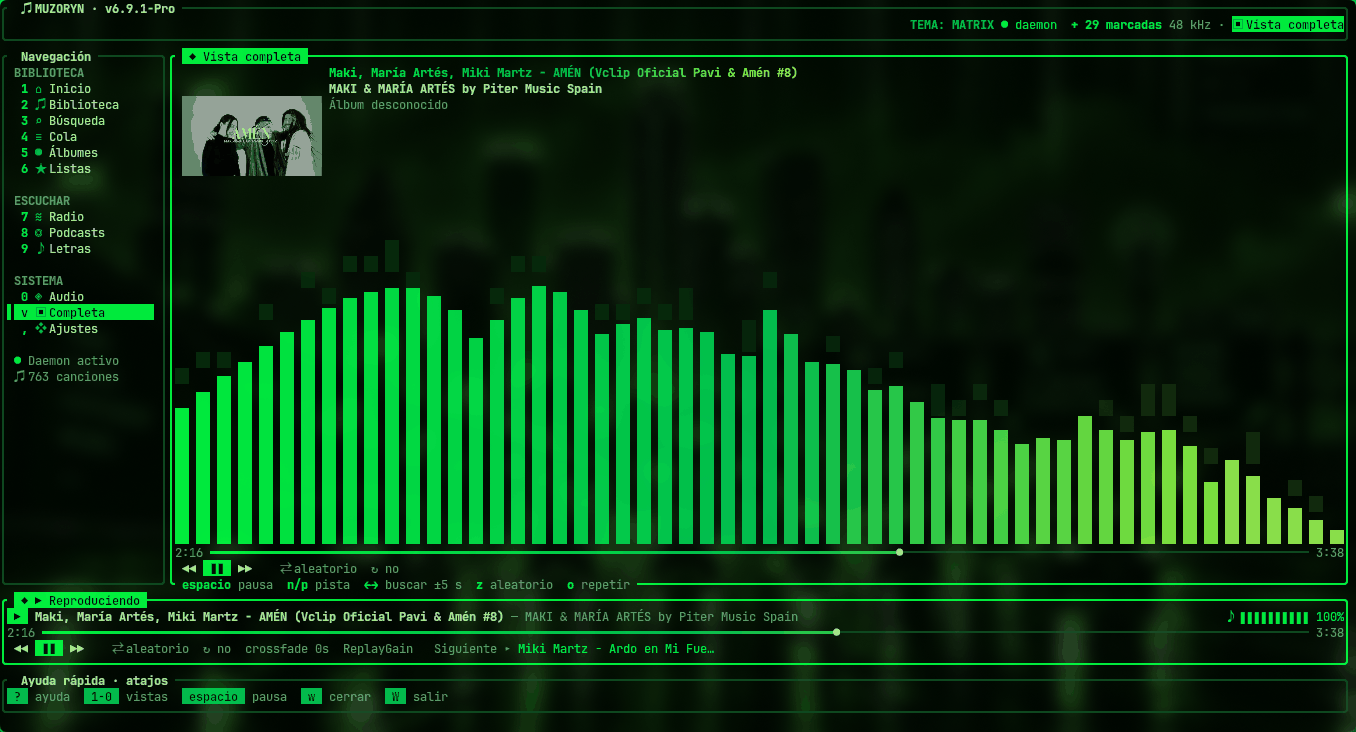 MUZORYN · v6.9.1-Pro
TEMA: MATRIX ● daemon + 29 marcadas 48 kHz · Vista completa
Navegación
BIBLIOTECA
1 Inicio
2 Biblioteca
3 Búsqueda
4 Cola
5 Álbumes
6 Listas
ESCUCHAR
7 Radio
8 Podcasts
9 Letras
SISTEMA
0 Audio
v Completa
, Ajustes
● Daemon activo
763 canciones
◆ Vista completa
Maki, María Artés, Miki Martz - AMÉN (Vclip Oficial Pavi & Amén #8)
MAKI & MARÍA ARTÉS by Piter Music Spain
Álbum desconocido
AMÉN
2:16 3:38
aleatorio ↻ no
espacio pausa n/p pista ↔ buscar ±5 s z aleatorio o repetir
◆ ▶ Reproduciendo
▶ Maki, María Artés, Miki Martz - AMÉN (Vclip Oficial Pavi & Amén #8) — MAKI & MARÍA ARTÉS by Piter Music Spain ♪ 100%
2:16 3:38
aleatorio ↻ no crossfade 0s ReplayGain Siguiente ▸ Miki Martz - Ardo en Mi Fue…
Ayuda rápida · atajos
? ayuda 1-0 vistas espacio pausa w cerrar W salir